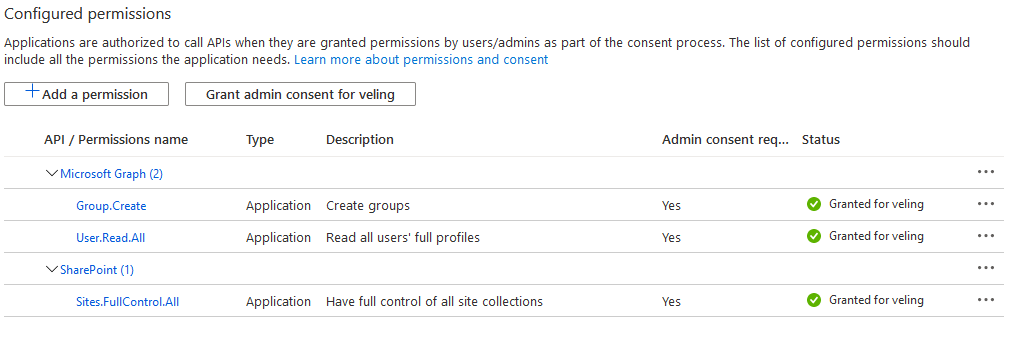 Configured permissions
Applications are authorized to call APIs when they are granted permissions by users/admins as part of the consent process. The list of configured permissions should
include all the permissions the application needs. Learn more about permissions and consent
Add a permission Grant admin consent for veling
API / Permissions name Type Description Admin consent req... Status
Microsoft Graph (2) ...
Group.Create Application Create groups Yes Granted for veling ...
User.Read.All Application Read all users' full profiles Yes Granted for veling ...
SharePoint (1) ...
Sites.FullControl.All Application Have full control of all site collections Yes Granted for veling ...